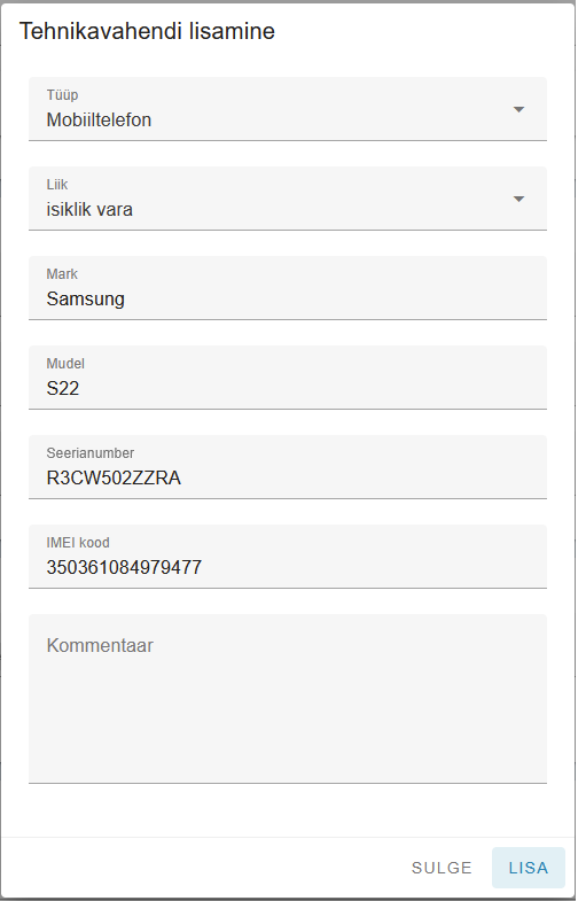 Tehnikavahendi lisamine
Tüüp
Mobiiltelefon
Liik
isiklik vara
Mark
Samsung
Mudel
S22
Seerianumber
R3CW502ZZRA
IMEI kood
350361084979477
Kommentaar
SULGE LISA